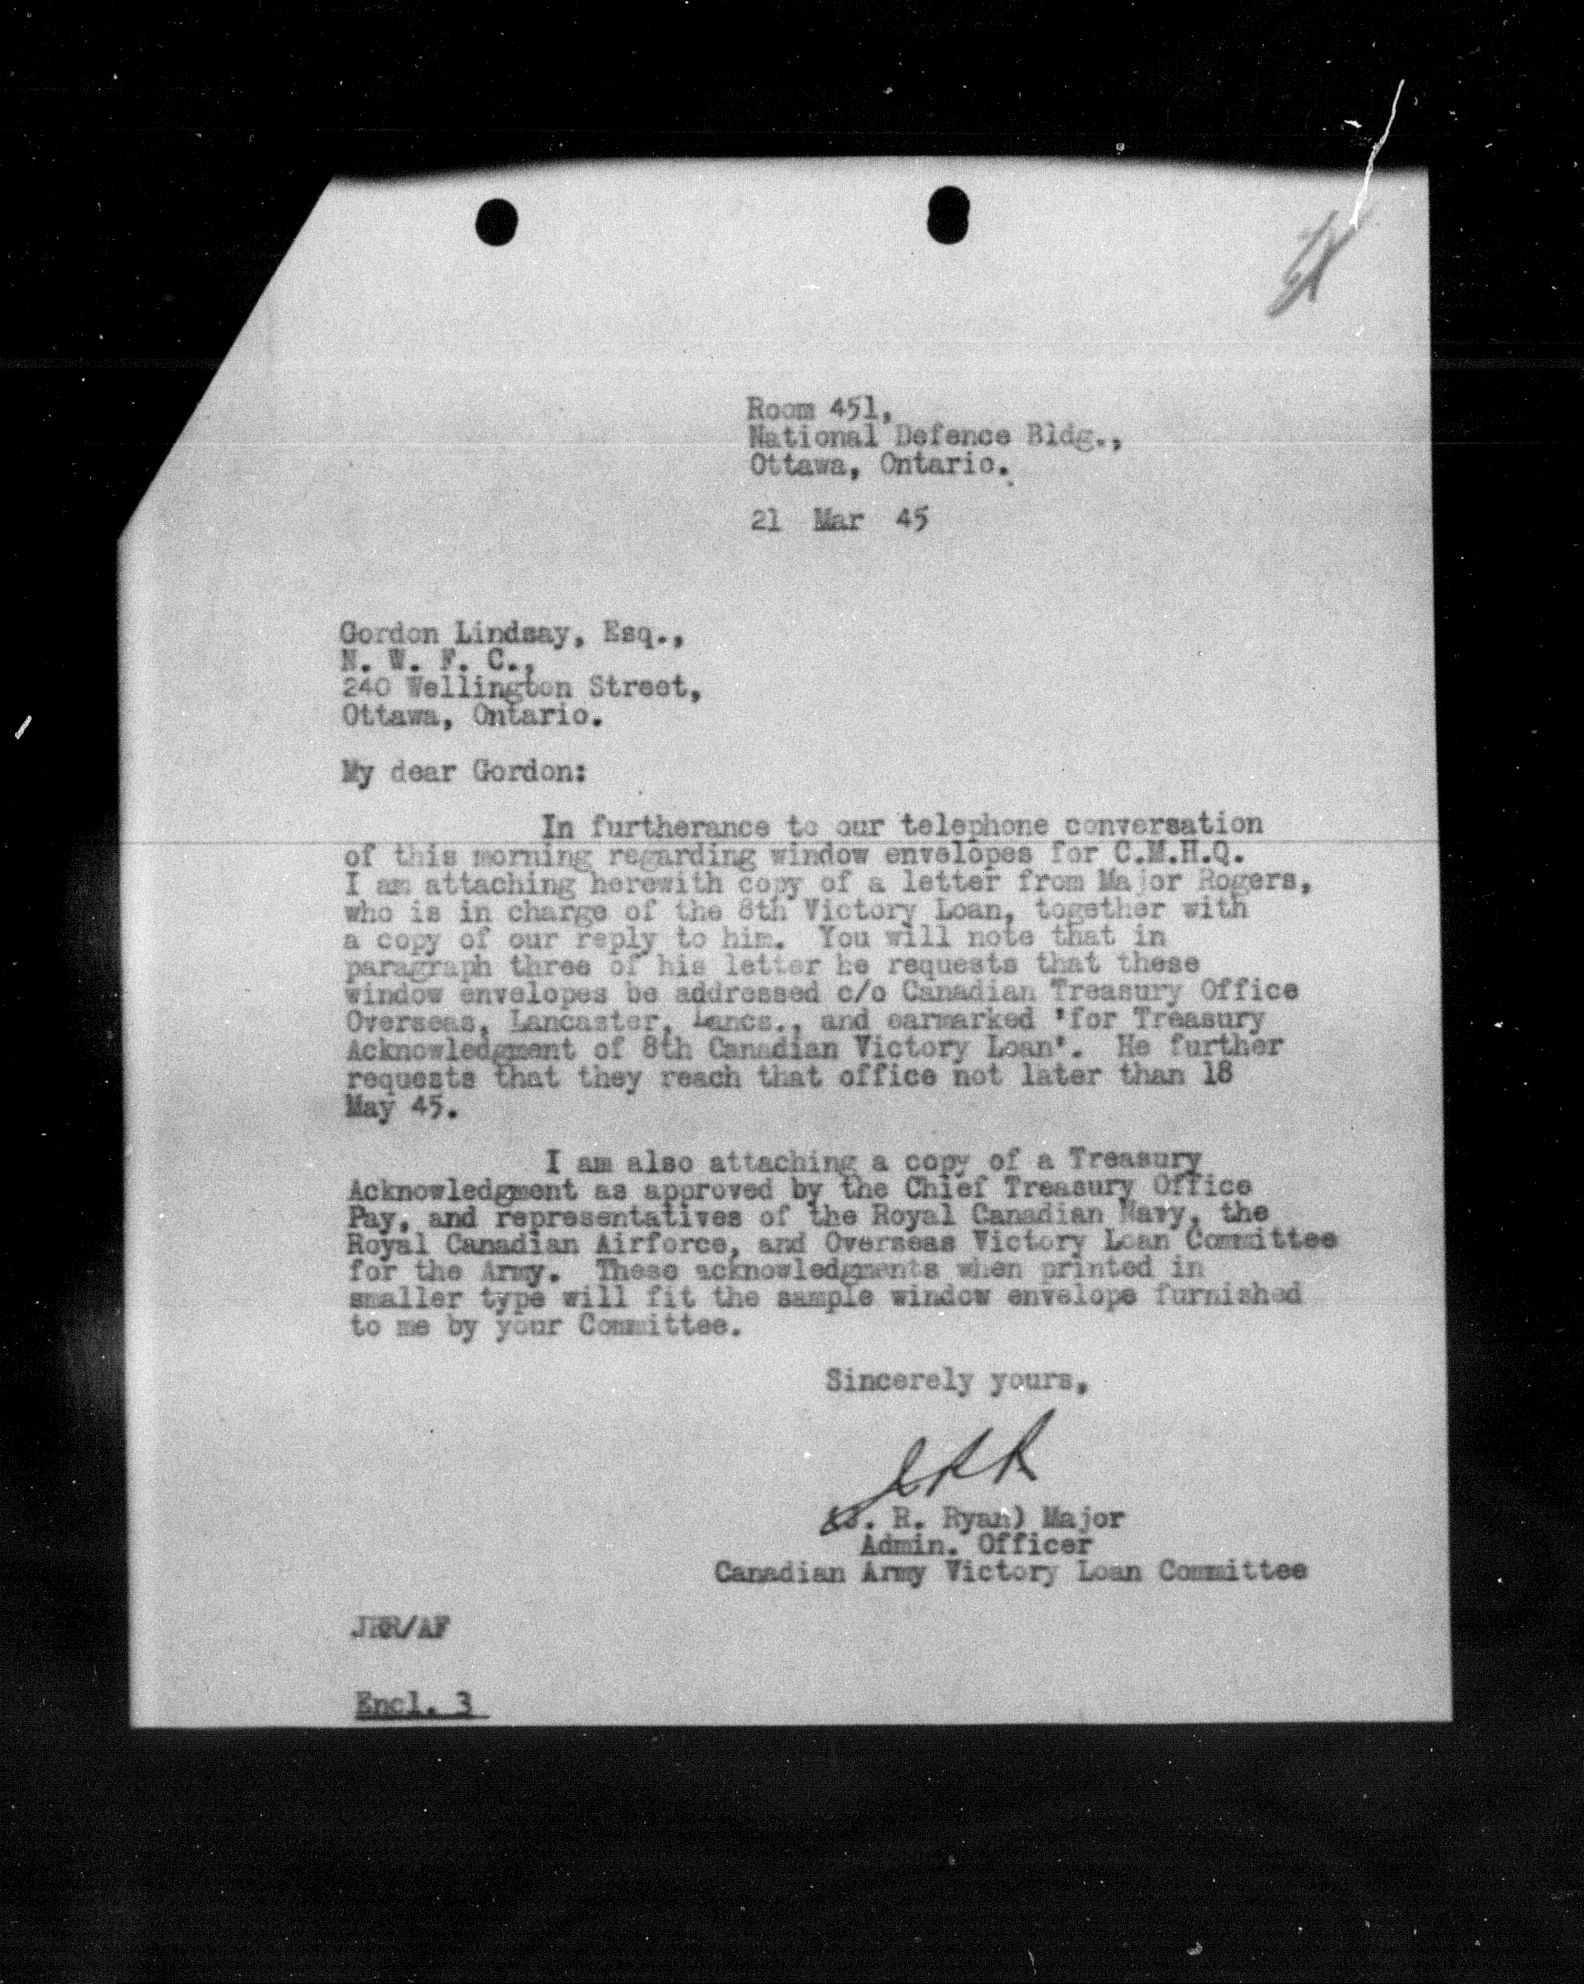 Room 451,
National Defence Bldg.,
Ottawa, Ontario.
21 Mar 45
Gordon Lindsay, Esq.,
N. W. F. C.,
240 Wellington Street,
Ottawa, Ontario.
My dear Gordon:
In furtherance to our telephone conversation
of this morning regarding window envelopes for C.M.H.Q.
I am attaching herewith copy of a letter from Major Rogers,
who is in charge of the 8th Victory Loan, together with
a copy of our reply to him. You will note that in
paragraph three of his letter he requests that these
window envelopes be addressed c/o Canadian Treasury Office
Overseas, Lancaster, Lancs., and earmarked 'for Treasury
Acknowledgment of 8th Canadian Victory Loan'. He further
requests that they reach that office not later than 18
May 45.
I am also attaching a copy of a Treasury
Acknowledgment as approved by the Chief Treasury Office
Pay, and representatives of the Royal Canadian Navy, the
Royal Canadian Airforce, and Overseas Victory Loan Committee
for the Army. These acknowledgments when printed in
smaller type will fit the sample window envelope furnished
to me by your Committee.
Sincerely yours,
JRR
(J. R. Ryan) Major
Admin. Officer
Canadian Army Victory Loan Committee
JRR/AF
Encl. 3